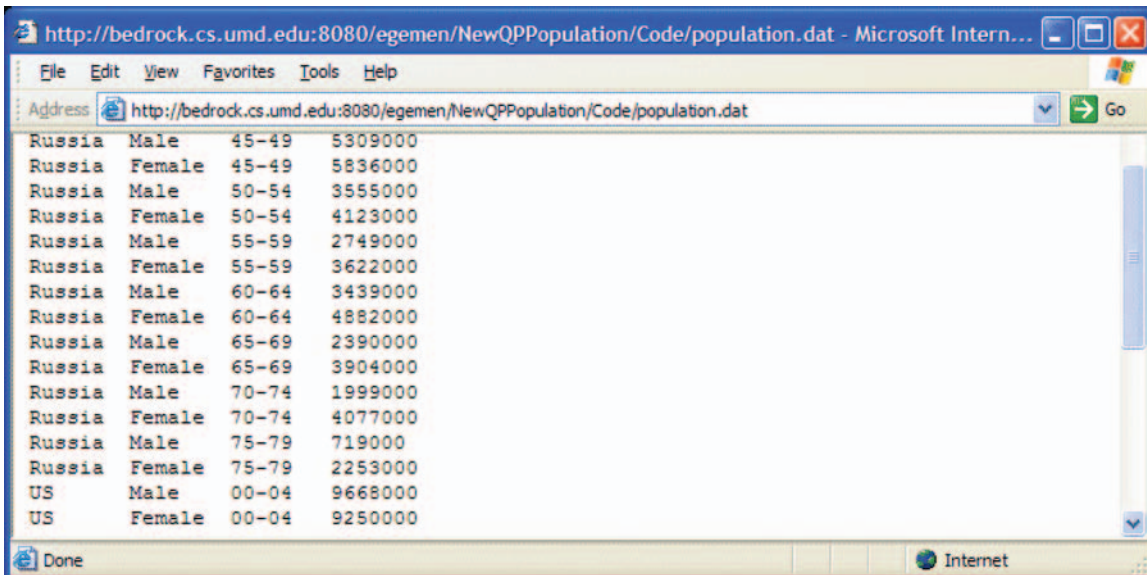 http://bedrock.cs.umd.edu:8080/egemen/NewQPPopulation/Code/population.dat - Microsoft Intern...
File Edit View Favorites Tools Help
Address http://bedrock.cs.umd.edu:8080/egemen/NewQPPopulation/Code/population.dat Go
Russia Male 45-49 5309000
Russia Female 45-49 5836000
Russia Male 50-54 3555000
Russia Female 50-54 4123000
Russia Male 55-59 2749000
Russia Female 55-59 3622000
Russia Male 60-64 3439000
Russia Female 60-64 4882000
Russia Male 65-69 2390000
Russia Female 65-69 3904000
Russia Male 70-74 1999000
Russia Female 70-74 4077000
Russia Male 75-79 719000
Russia Female 75-79 2253000
US Male 00-04 9668000
US Female 00-04 9250000
Done Internet